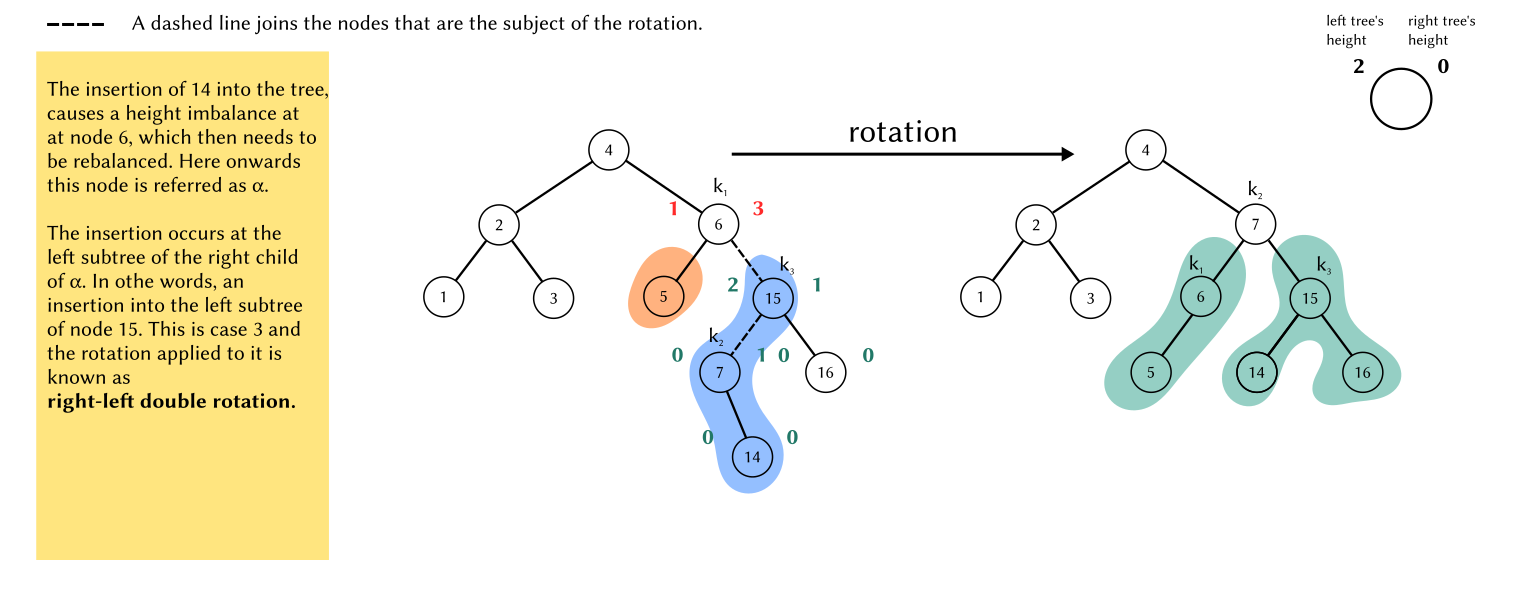 A dashed line joins the nodes that are the subject of the rotation.
left tree's right tree's
height height
2 0
The insertion of 14 into the tree,
causes a height imbalance at
at node 6, which then needs to
be rebalanced. Here onwards
this node is referred as α.
The insertion occurs at the
left subtree of the right child
of α. In othe words, an
insertion into the left subtree
of node 15. This is case 3 and
the rotation applied to it is
known as
right-left double rotation.
rotation
4
k₁
1 3
2 6
k₃
2 1
1 3 5 15
k₂
0 1 0 0
7 16
0 0
14
4
k₂
2 7
k₁ k₃
1 3 6 15
5 14 16